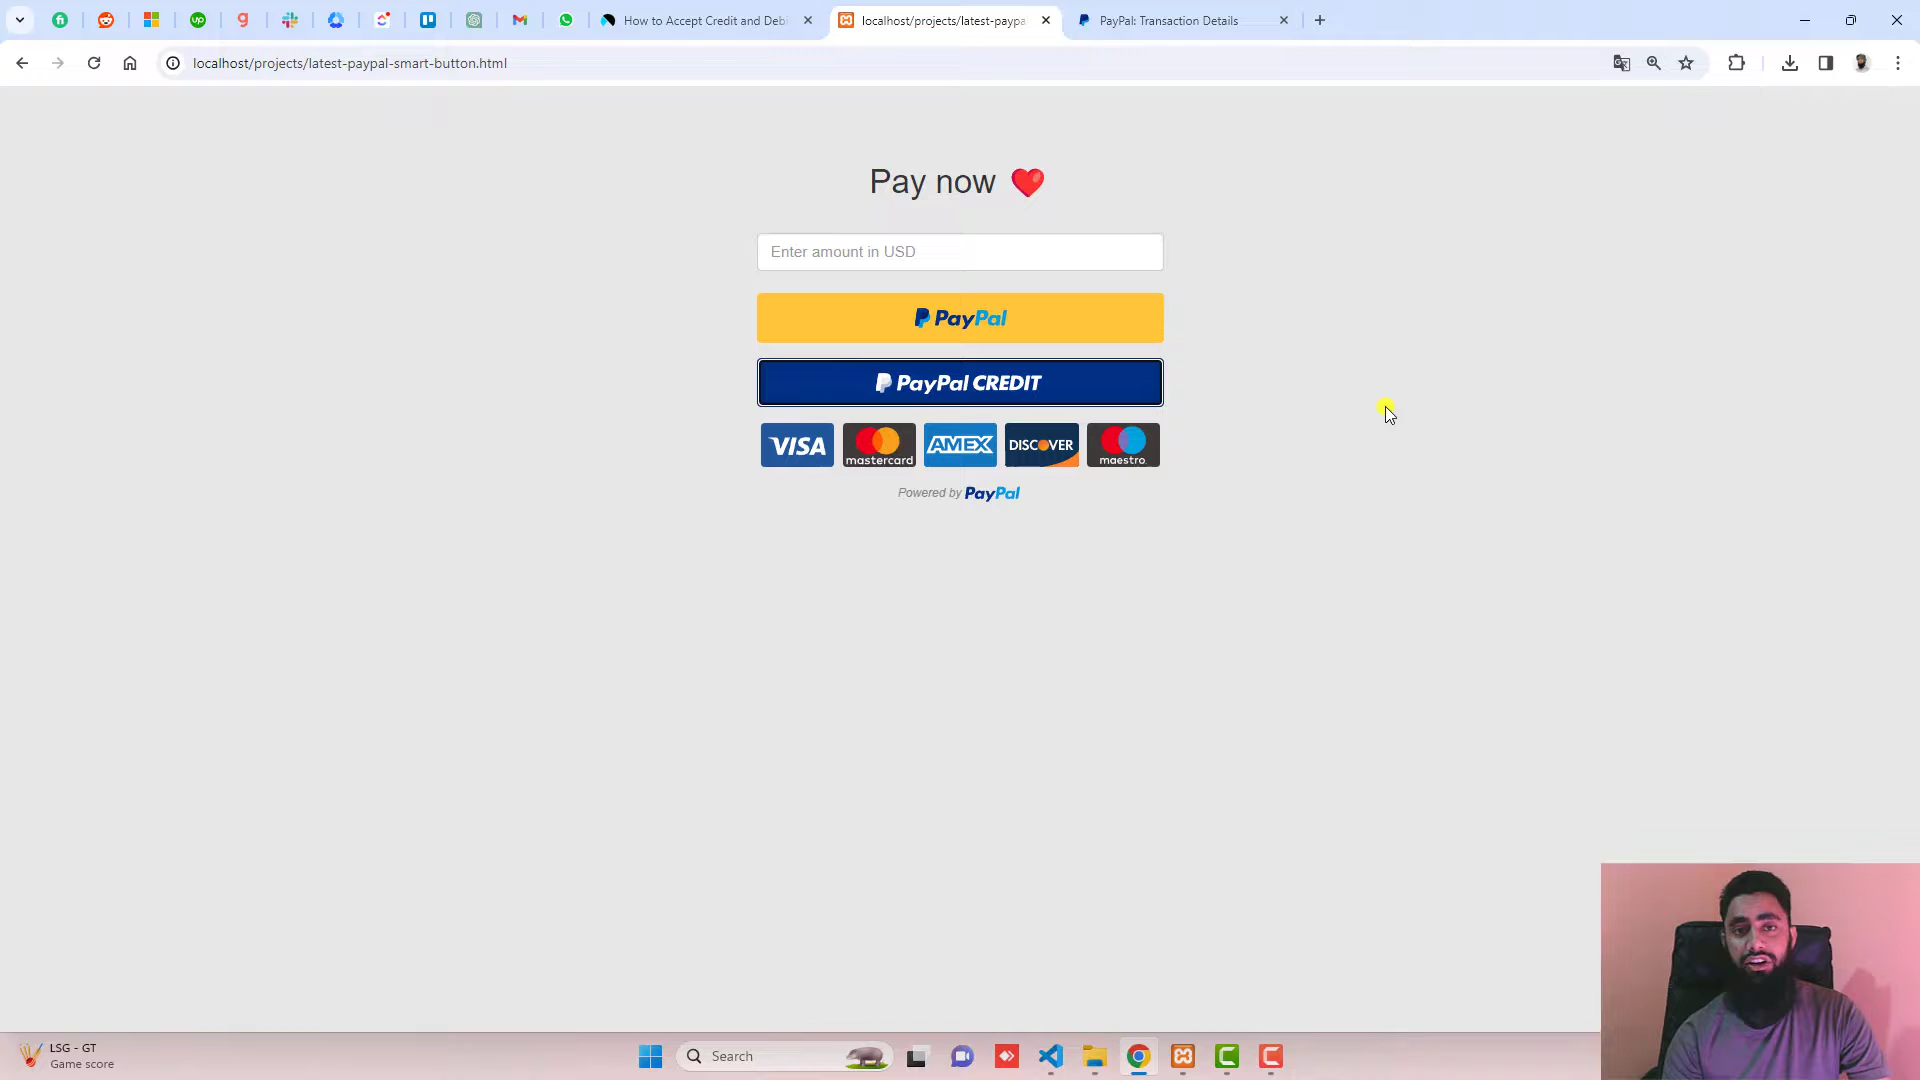 How to Accept Credit and Deb
localhost/projects/latest-paypa
PayPal: Transaction Details
localhost/projects/latest-paypal-smart-button.html
Pay now
Enter amount in USD
PayPal
PayPal CREDIT
VISA mastercard AMEX DISCOVER maestro
Powered by PayPal
LSG - GT
Game score
Search